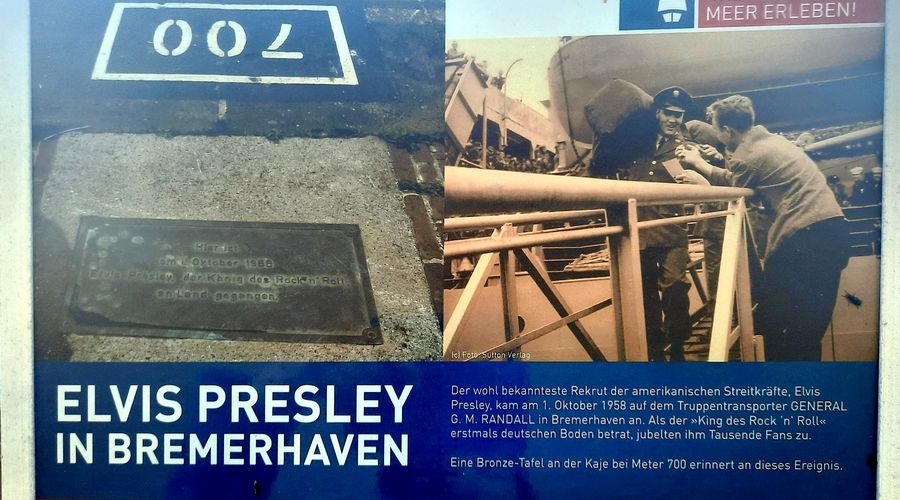 MEER ERLEBEN!
700
Hier ist
am 1. Oktober 1958
Elvis Presley, der König des Rock 'n' Roll
an Land gegangen.
(c) Foto: Sutton Verlag
ELVIS PRESLEY
IN BREMERHAVEN
Der wohl bekannteste Rekrut der amerikanischen Streitkräfte, Elvis
Presley, kam am 1. Oktober 1958 auf dem Truppentransporter GENERAL
G. M. RANDALL in Bremerhaven an. Als der »King des Rock 'n' Roll«
erstmals deutschen Boden betrat, jubelten ihm Tausende Fans zu.
Eine Bronze-Tafel an der Kaje bei Meter 700 erinnert an dieses Ereignis.